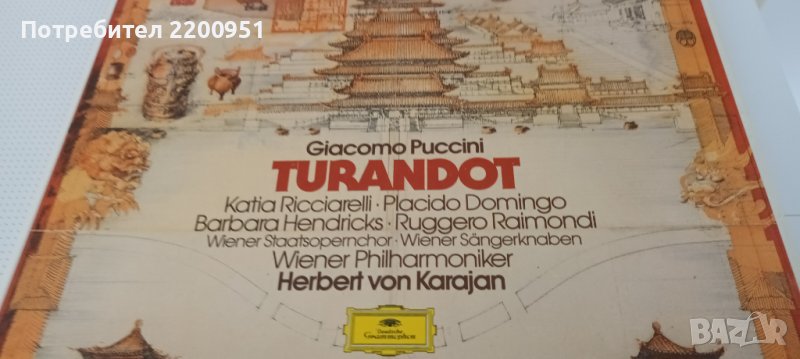 Потребител 2200951
Giacomo Puccini
TURANDOT
Katia Ricciarelli · Placido Domingo
Barbara Hendricks · Ruggero Raimondi
Wiener Staatsopernchor · Wiener Sängerknaben
Wiener Philharmoniker
Herbert von Karajan
Deutsche
Grammophon
BAZAR